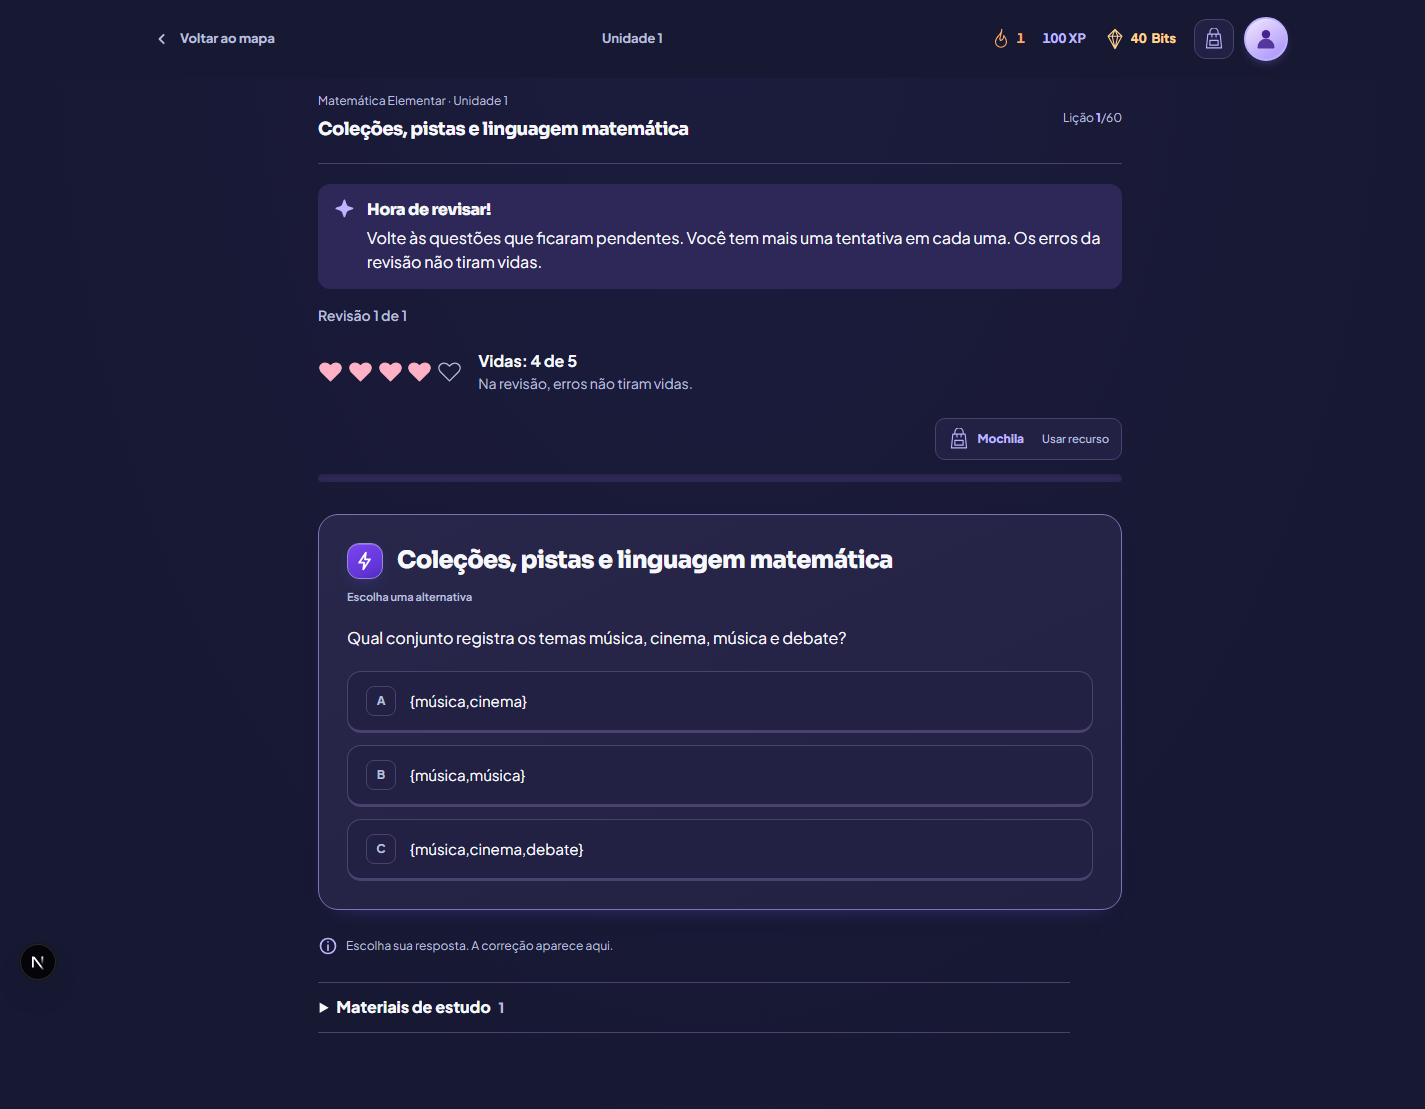 Voltar ao mapa
Unidade 1
1
100 XP
40 Bits
Matemática Elementar · Unidade 1
Coleções, pistas e linguagem matemática
Lição 1/60
Hora de revisar!
Volte às questões que ficaram pendentes. Você tem mais uma tentativa em cada uma. Os erros da
revisão não tiram vidas.
Revisão 1 de 1
Vidas: 4 de 5
Na revisão, erros não tiram vidas.
Mochila
Usar recurso
Coleções, pistas e linguagem matemática
Escolha uma alternativa
Qual conjunto registra os temas música, cinema, música e debate?
A
{música,cinema}
B
{música,música}
C
{música,cinema,debate}
Escolha sua resposta. A correção aparece aqui.
N
Materiais de estudo 1